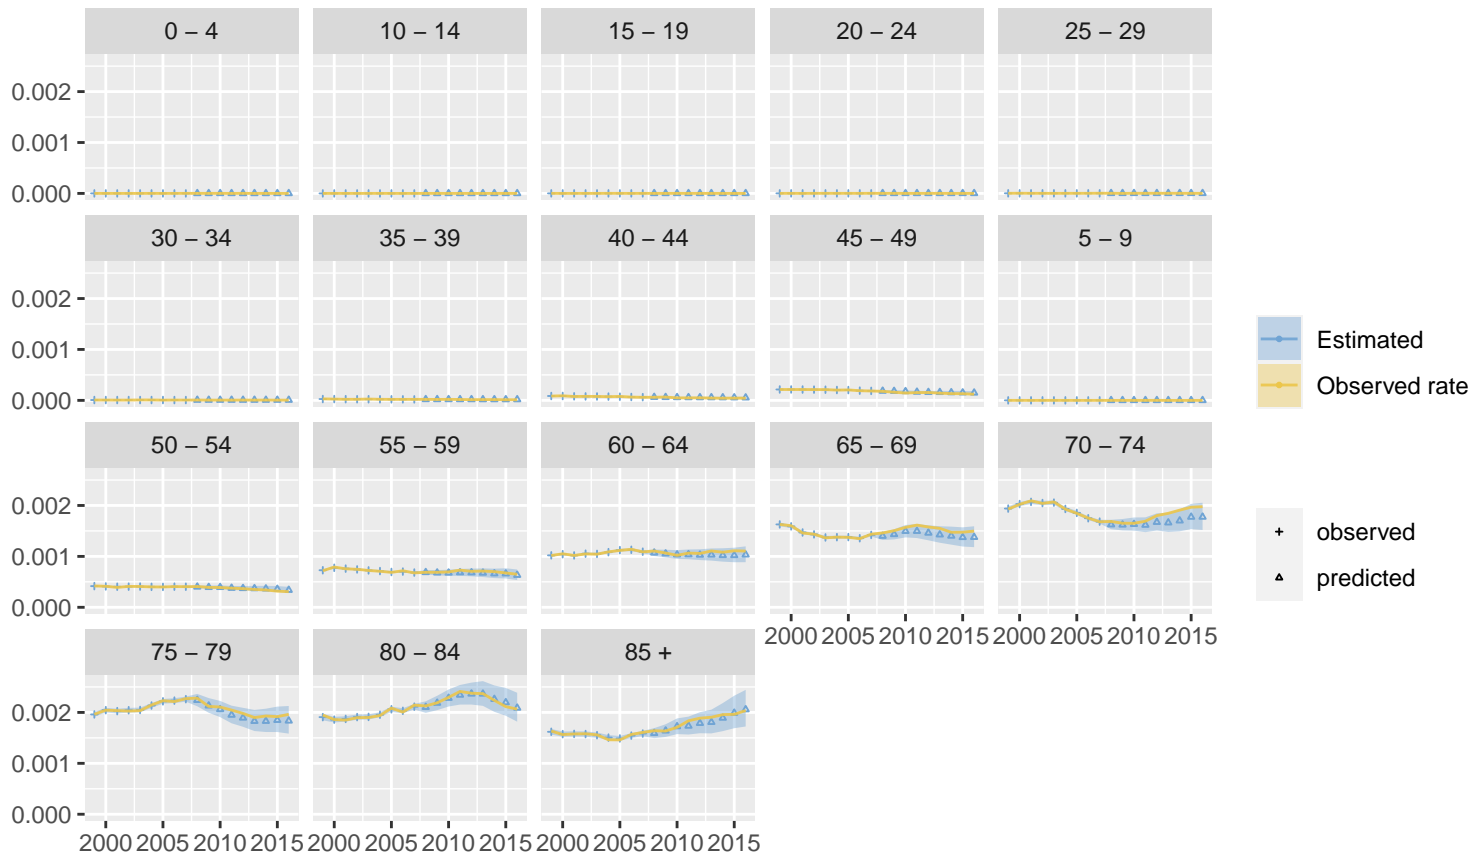 0 – 4
10 – 14
15 – 19
20 – 24
25 – 29
0.002
0.001
0.000
30 – 34
35 – 39
40 – 44
45 – 49
5 – 9
0.002
0.001
0.000
50 – 54
55 – 59
60 – 64
65 – 69
70 – 74
0.002
0.001
0.000
2000 2005 2010 2015
2000 2005 2010 2015
75 – 79
80 – 84
85 +
0.002
0.001
0.000
2000 2005 2010 2015
2000 2005 2010 2015
2000 2005 2010 2015
Estimated
Observed rate
observed
predicted